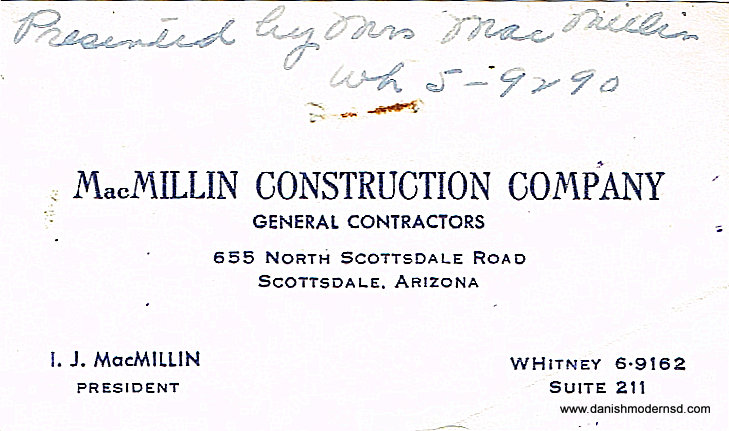 Presented by Mrs MacMillin
Wh 5-9290
MacMILLIN CONSTRUCTION COMPANY
GENERAL CONTRACTORS
655 NORTH SCOTTSDALE ROAD
SCOTTSDALE, ARIZONA
I. J. MacMILLIN
PRESIDENT
WHITNEY 6-9162
SUITE 211
www.danishmodernsd.com